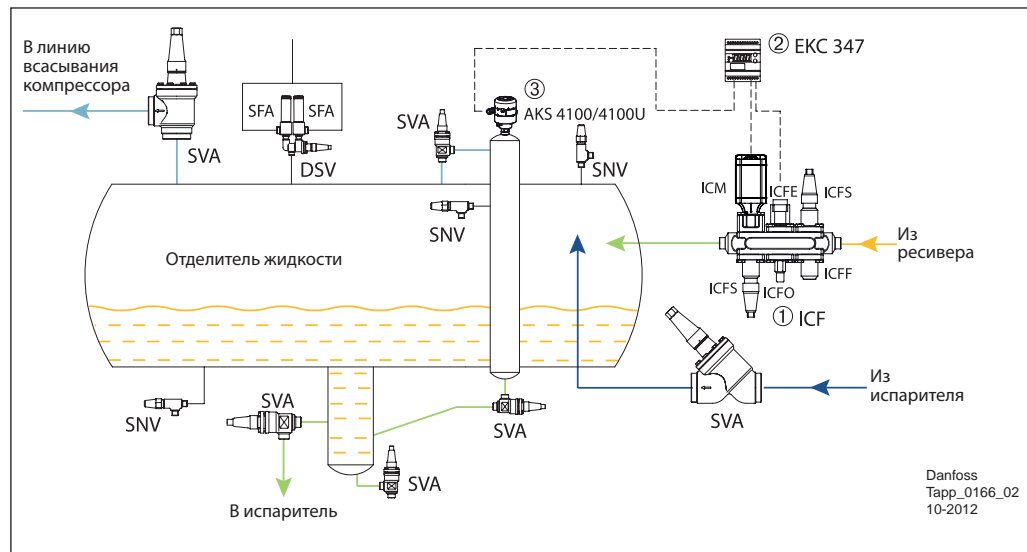 В линию
всасывания
компрессора
SVA
SFA
SFA
DSV
SVA
③
AKS 4100/4100U
SNV
SNV
② EKC 347
ICM
ICFE
ICFS
Из
ресивера
ICFS
ICFO
ICFF
① ICF
Отделитель жидкости
Из
испарителя
SVA
SNV
SVA
SVA
SVA
В испаритель
Danfoss
Tapp_0166_02
10-2012